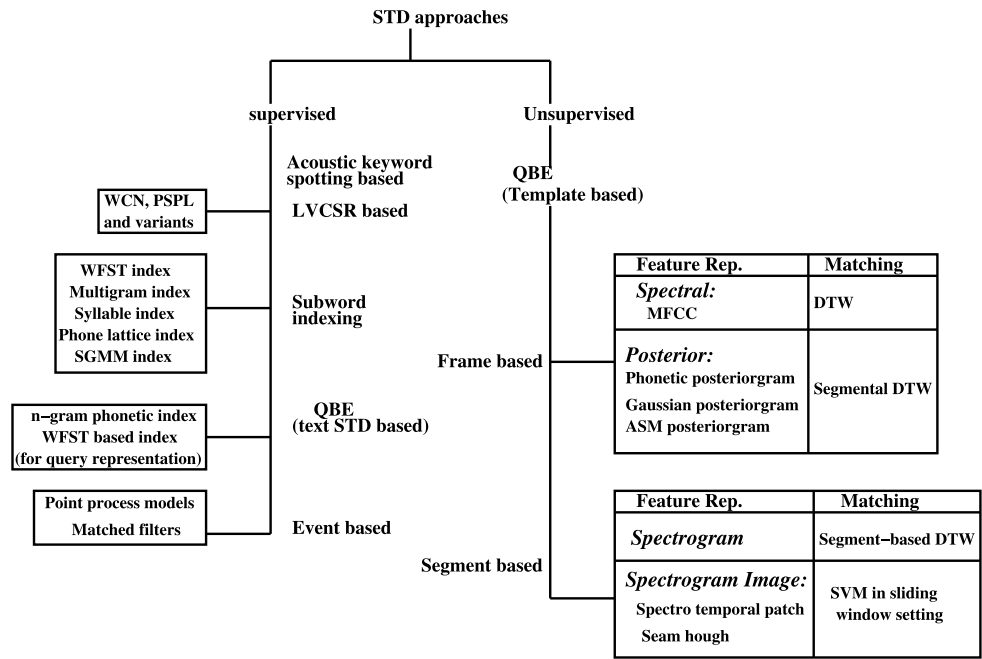 STD approaches
supervised
Acoustic keyword
spotting based
LVCSR based
WCN, PSPL
and variants
Subword
indexing
WFST index
Multigram index
Syllable index
Phone lattice index
SGMM index
QBE
(text STD based)
n−gram phonetic index
WFST based index
(for query representation)
Event based
Point process models
Matched filters
Unsupervised
QBE
(Template based)
Frame based
Feature Rep. Matching
Spectral:
MFCC
DTW
Posterior:
Phonetic posteriorgram
Gaussian posteriorgram
ASM posteriorgram
Segmental DTW
Segment based
Feature Rep. Matching
Spectrogram Segment−based DTW
Spectrogram Image:
Spectro temporal patch
Seam hough
SVM in sliding
window setting